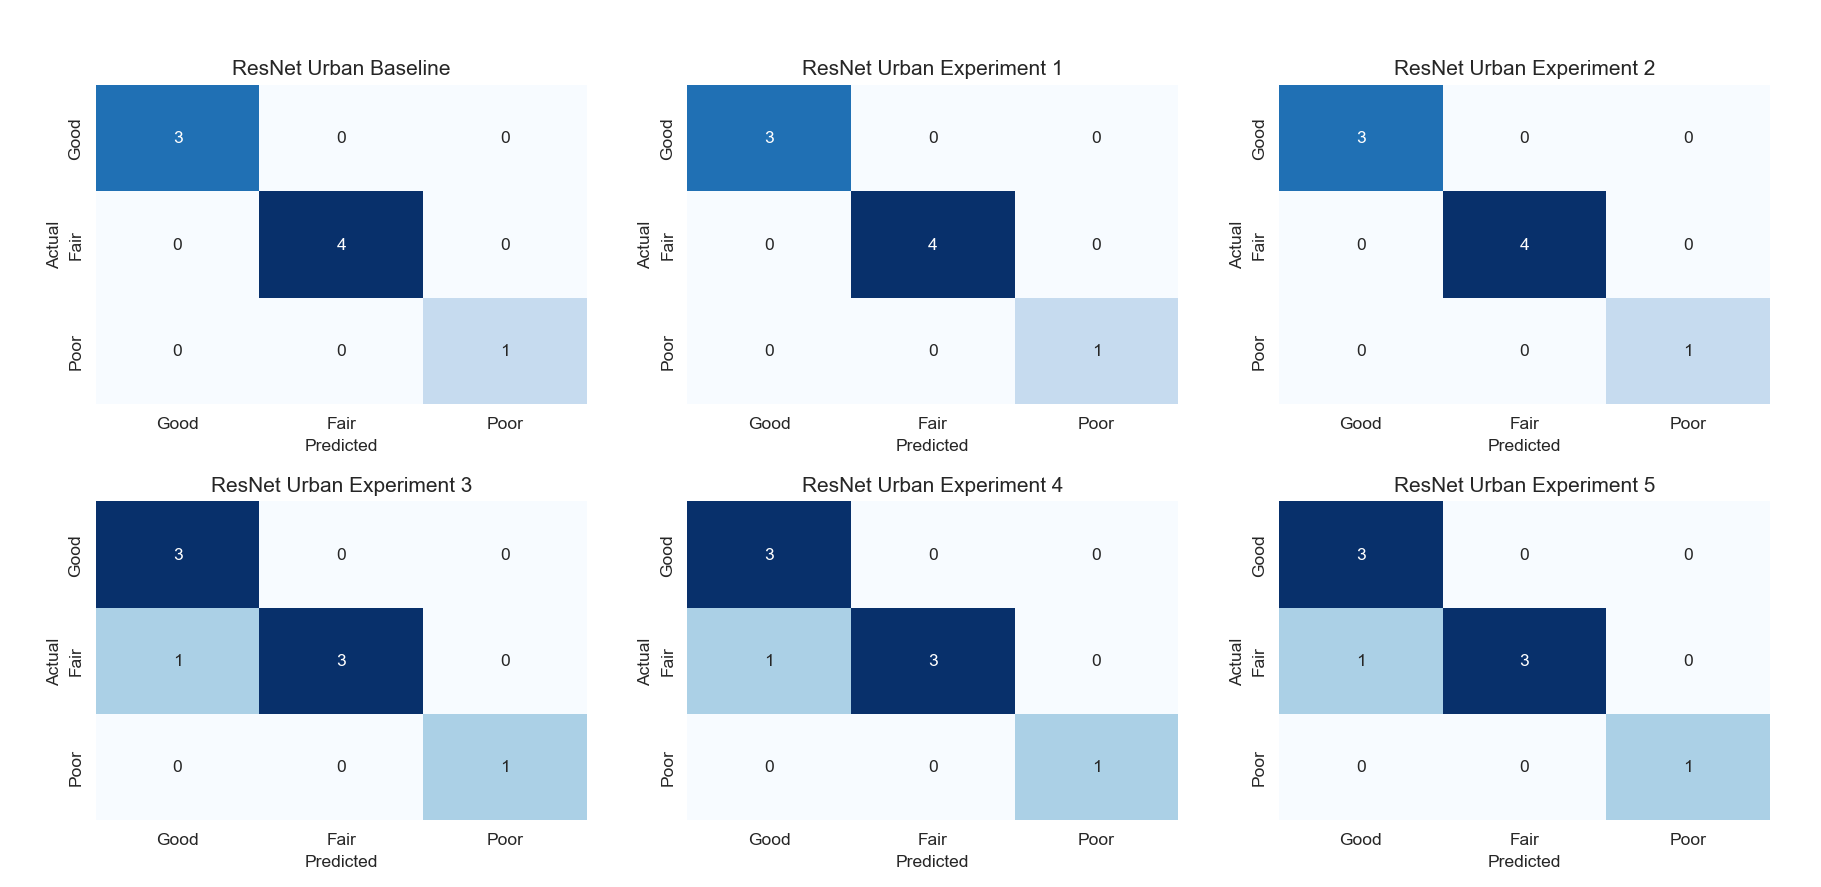 ResNet Urban Baseline
Actual
Good
3 0 0
Fair
0 4 0
Poor
0 0 1
Good Fair Poor
Predicted
ResNet Urban Experiment 1
Actual
Good
3 0 0
Fair
0 4 0
Poor
0 0 1
Good Fair Poor
Predicted
ResNet Urban Experiment 2
Actual
Good
3 0 0
Fair
0 4 0
Poor
0 0 1
Good Fair Poor
Predicted
ResNet Urban Experiment 3
Actual
Good
3 0 0
Fair
1 3 0
Poor
0 0 1
Good Fair Poor
Predicted
ResNet Urban Experiment 4
Actual
Good
3 0 0
Fair
1 3 0
Poor
0 0 1
Good Fair Poor
Predicted
ResNet Urban Experiment 5
Actual
Good
3 0 0
Fair
1 3 0
Poor
0 0 1
Good Fair Poor
Predicted